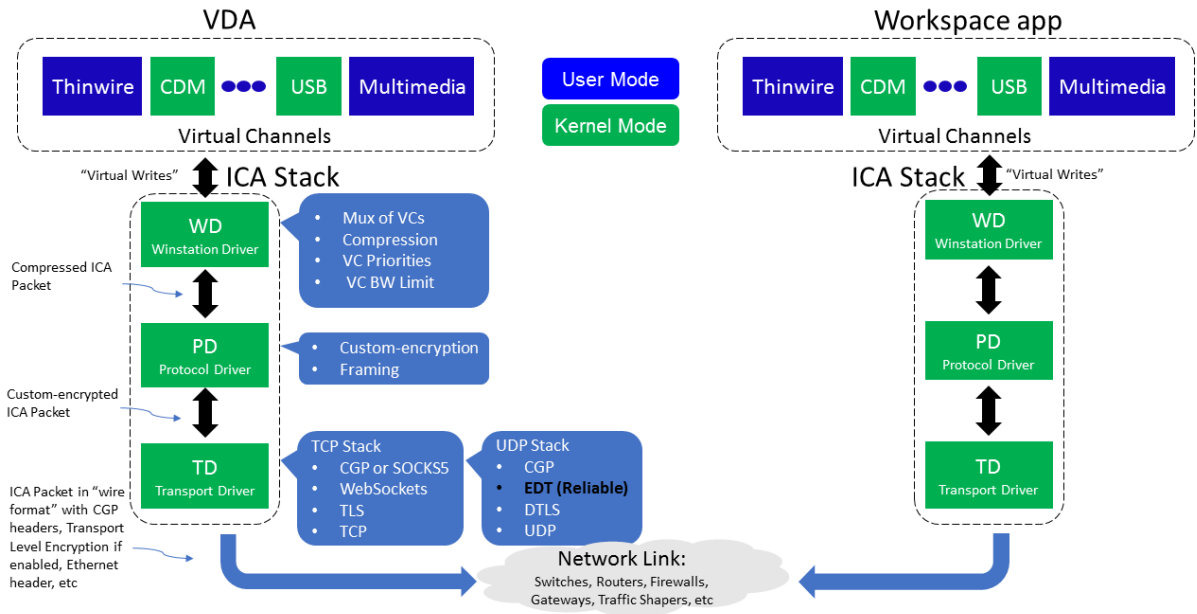 VDA
Thinwire
CDM
USB
Multimedia
Virtual Channels
User Mode
Kernel Mode
Workspace app
Thinwire
CDM
USB
Multimedia
Virtual Channels
“Virtual Writes”
ICA Stack
WD
Winstation Driver
• Mux of VCs
• Compression
• VC Priorities
• VC BW Limit
Compressed ICA
Packet
PD
Protocol Driver
• Custom-encryption
• Framing
Custom-encrypted
ICA Packet
TD
Transport Driver
TCP Stack
• CGP or SOCKS5
• WebSockets
• TLS
• TCP
UDP Stack
• CGP
• EDT (Reliable)
• DTLS
• UDP
ICA Packet in “wire
format” with CGP
headers, Transport
Level Encryption if
enabled, Ethernet
header, etc
Network Link:
Switches, Routers, Firewalls,
Gateways, Traffic Shapers, etc
ICA Stack
“Virtual Writes”
WD
Winstation Driver
PD
Protocol Driver
TD
Transport Driver